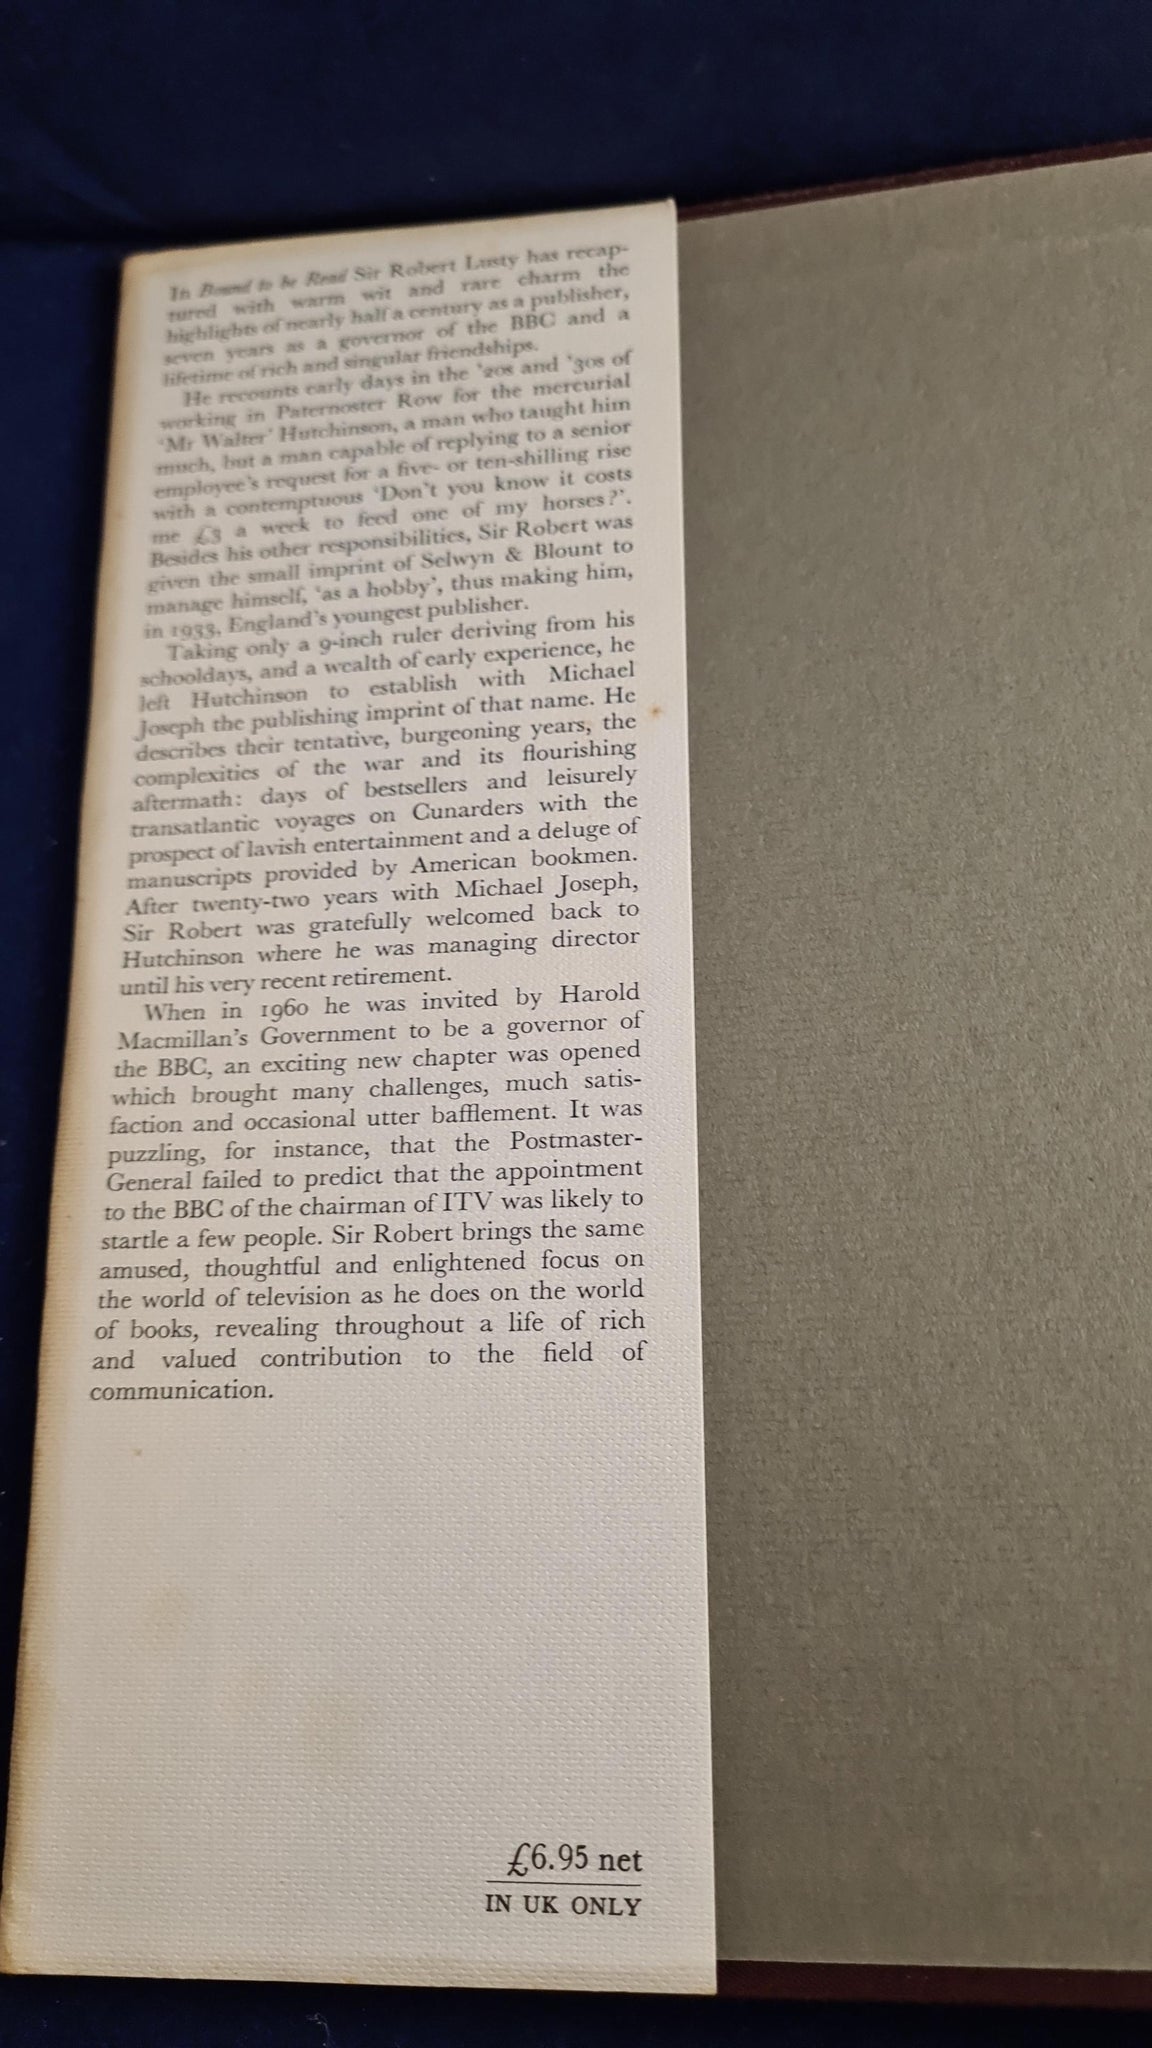 In Bound to be Read Sir Robert Lusty has recap-
tured with warm wit and rare charm the
highlights of nearly half a century as a publisher,
seven years as a governor of the BBC and a
lifetime of rich and singular friendships.
He recounts early days in the '20s and '30s of
working in Paternoster Row for the mercurial
'Mr Walter' Hutchinson, a man who taught him
much, but a man capable of replying to a senior
employee's request for a five- or ten-shilling rise
with a contemptuous 'Don't you know it costs
me £3 a week to feed one of my horses?'.
Besides his other responsibilities, Sir Robert was
given the small imprint of Selwyn & Blount to
manage himself, 'as a hobby', thus making him,
in 1933, England's youngest publisher.
Taking only a 9-inch ruler deriving from his
schooldays, and a wealth of early experience, he
left Hutchinson to establish with Michael
Joseph the publishing imprint of that name. He
describes their tentative, burgeoning years, the
complexities of the war and its flourishing
aftermath: days of bestsellers and leisurely
transatlantic voyages on Cunarders with the
prospect of lavish entertainment and a deluge of
manuscripts provided by American bookmen.
After twenty-two years with Michael Joseph,
Sir Robert was gratefully welcomed back to
Hutchinson where he was managing director
until his very recent retirement.
When in 1960 he was invited by Harold
Macmillan's Government to be a governor of
the BBC, an exciting new chapter was opened
which brought many challenges, much satis-
faction and occasional utter bafflement. It was
puzzling, for instance, that the Postmaster-
General failed to predict that the appointment
to the BBC of the chairman of ITV was likely to
startle a few people. Sir Robert brings the same
amused, thoughtful and enlightened focus on
the world of television as he does on the world
of books, revealing throughout a life of rich
and valued contribution to the field of
communication.
£6.95 net
IN UK ONLY